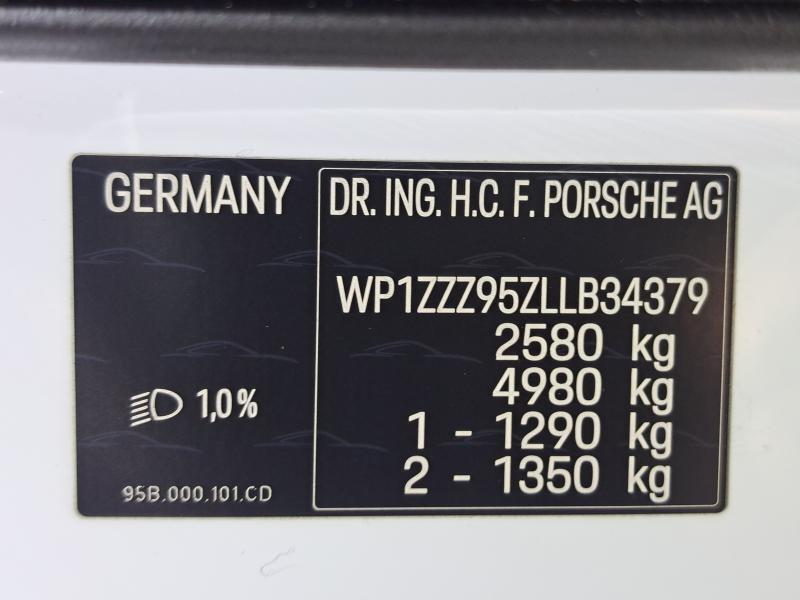 GERMANY
DR. ING. H.C. F. PORSCHE AG
WP1ZZZ95ZLLB34379
2580 kg
4980 kg
1 - 1290 kg
2 - 1350 kg
1,0%
95B.000.101.CD